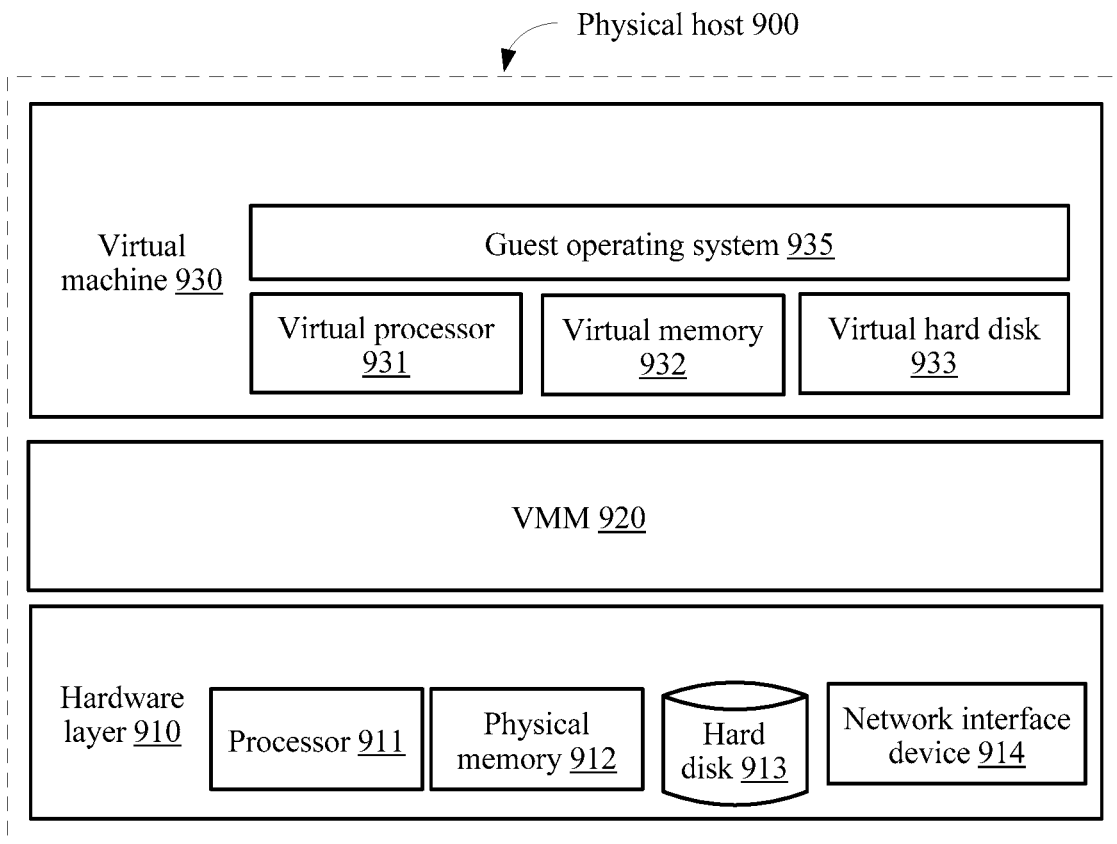 Physical host 900
Guest operating system 935
Virtual
machine 930
Virtual processor
931
Virtual memory
932
Virtual hard disk
933
VMM 920
Hardware
layer 910
Processor 911
Physical
memory 912
Hard
disk 913
Network interface
device 914